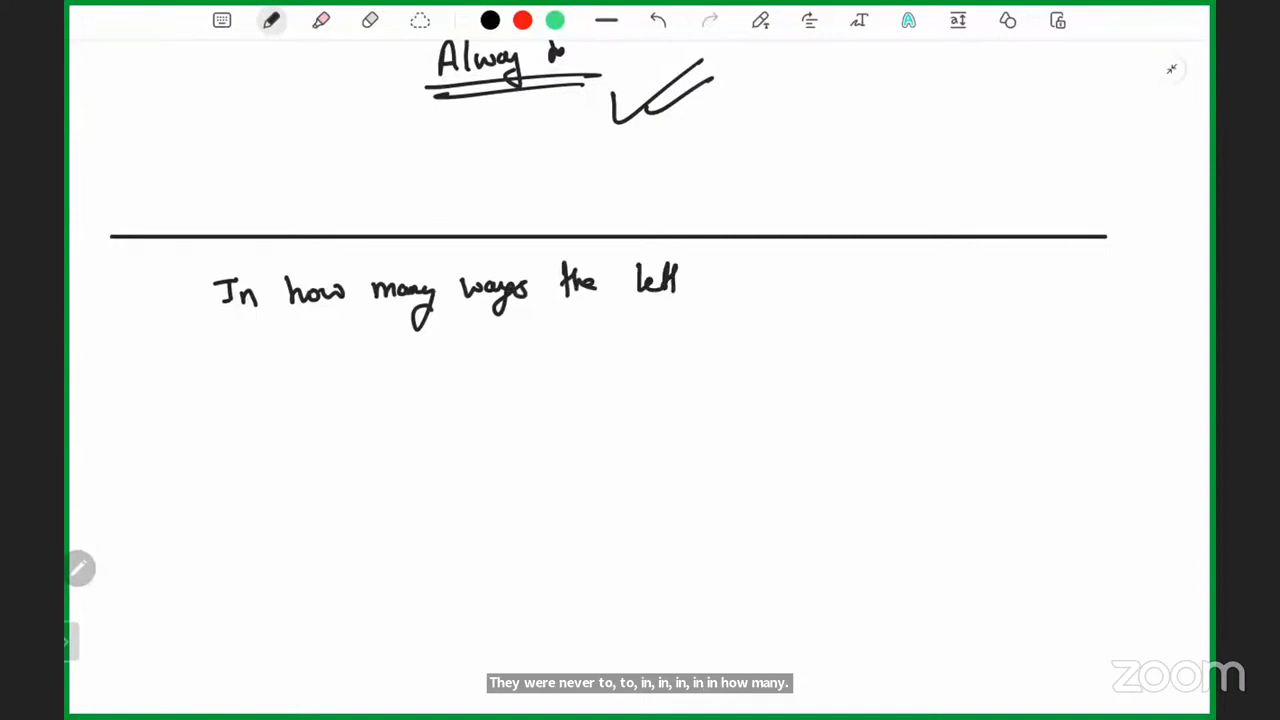 Alway
In how many ways the lett
They were never to, to, in, in, in, in in how many.
zoom